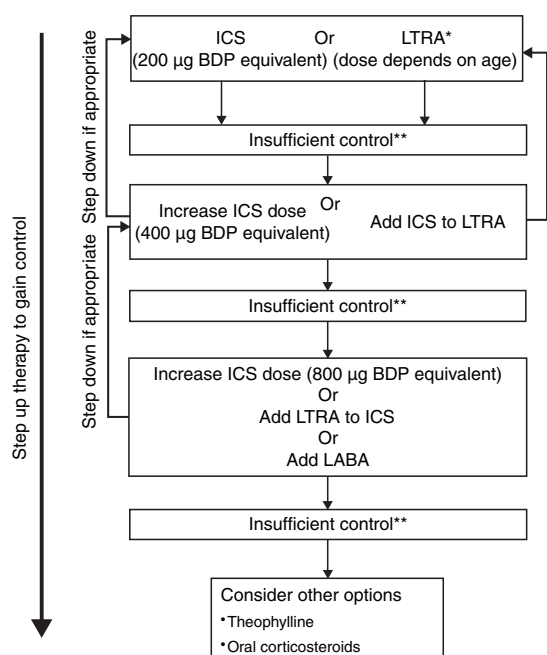 ICS Or LTRA*
(200 µg BDP equivalent) (dose depends on age)
Insufficient control**
Increase ICS dose
(400 µg BDP equivalent)
Or
Add ICS to LTRA
Insufficient control**
Increase ICS dose (800 µg BDP equivalent)
Or
Add LTRA to ICS
Or
Add LABA
Insufficient control**
Consider other options
•Theophylline
•Oral corticosteroids
Step down if appropriate
Step down if appropriate
Step up therapy to gain control